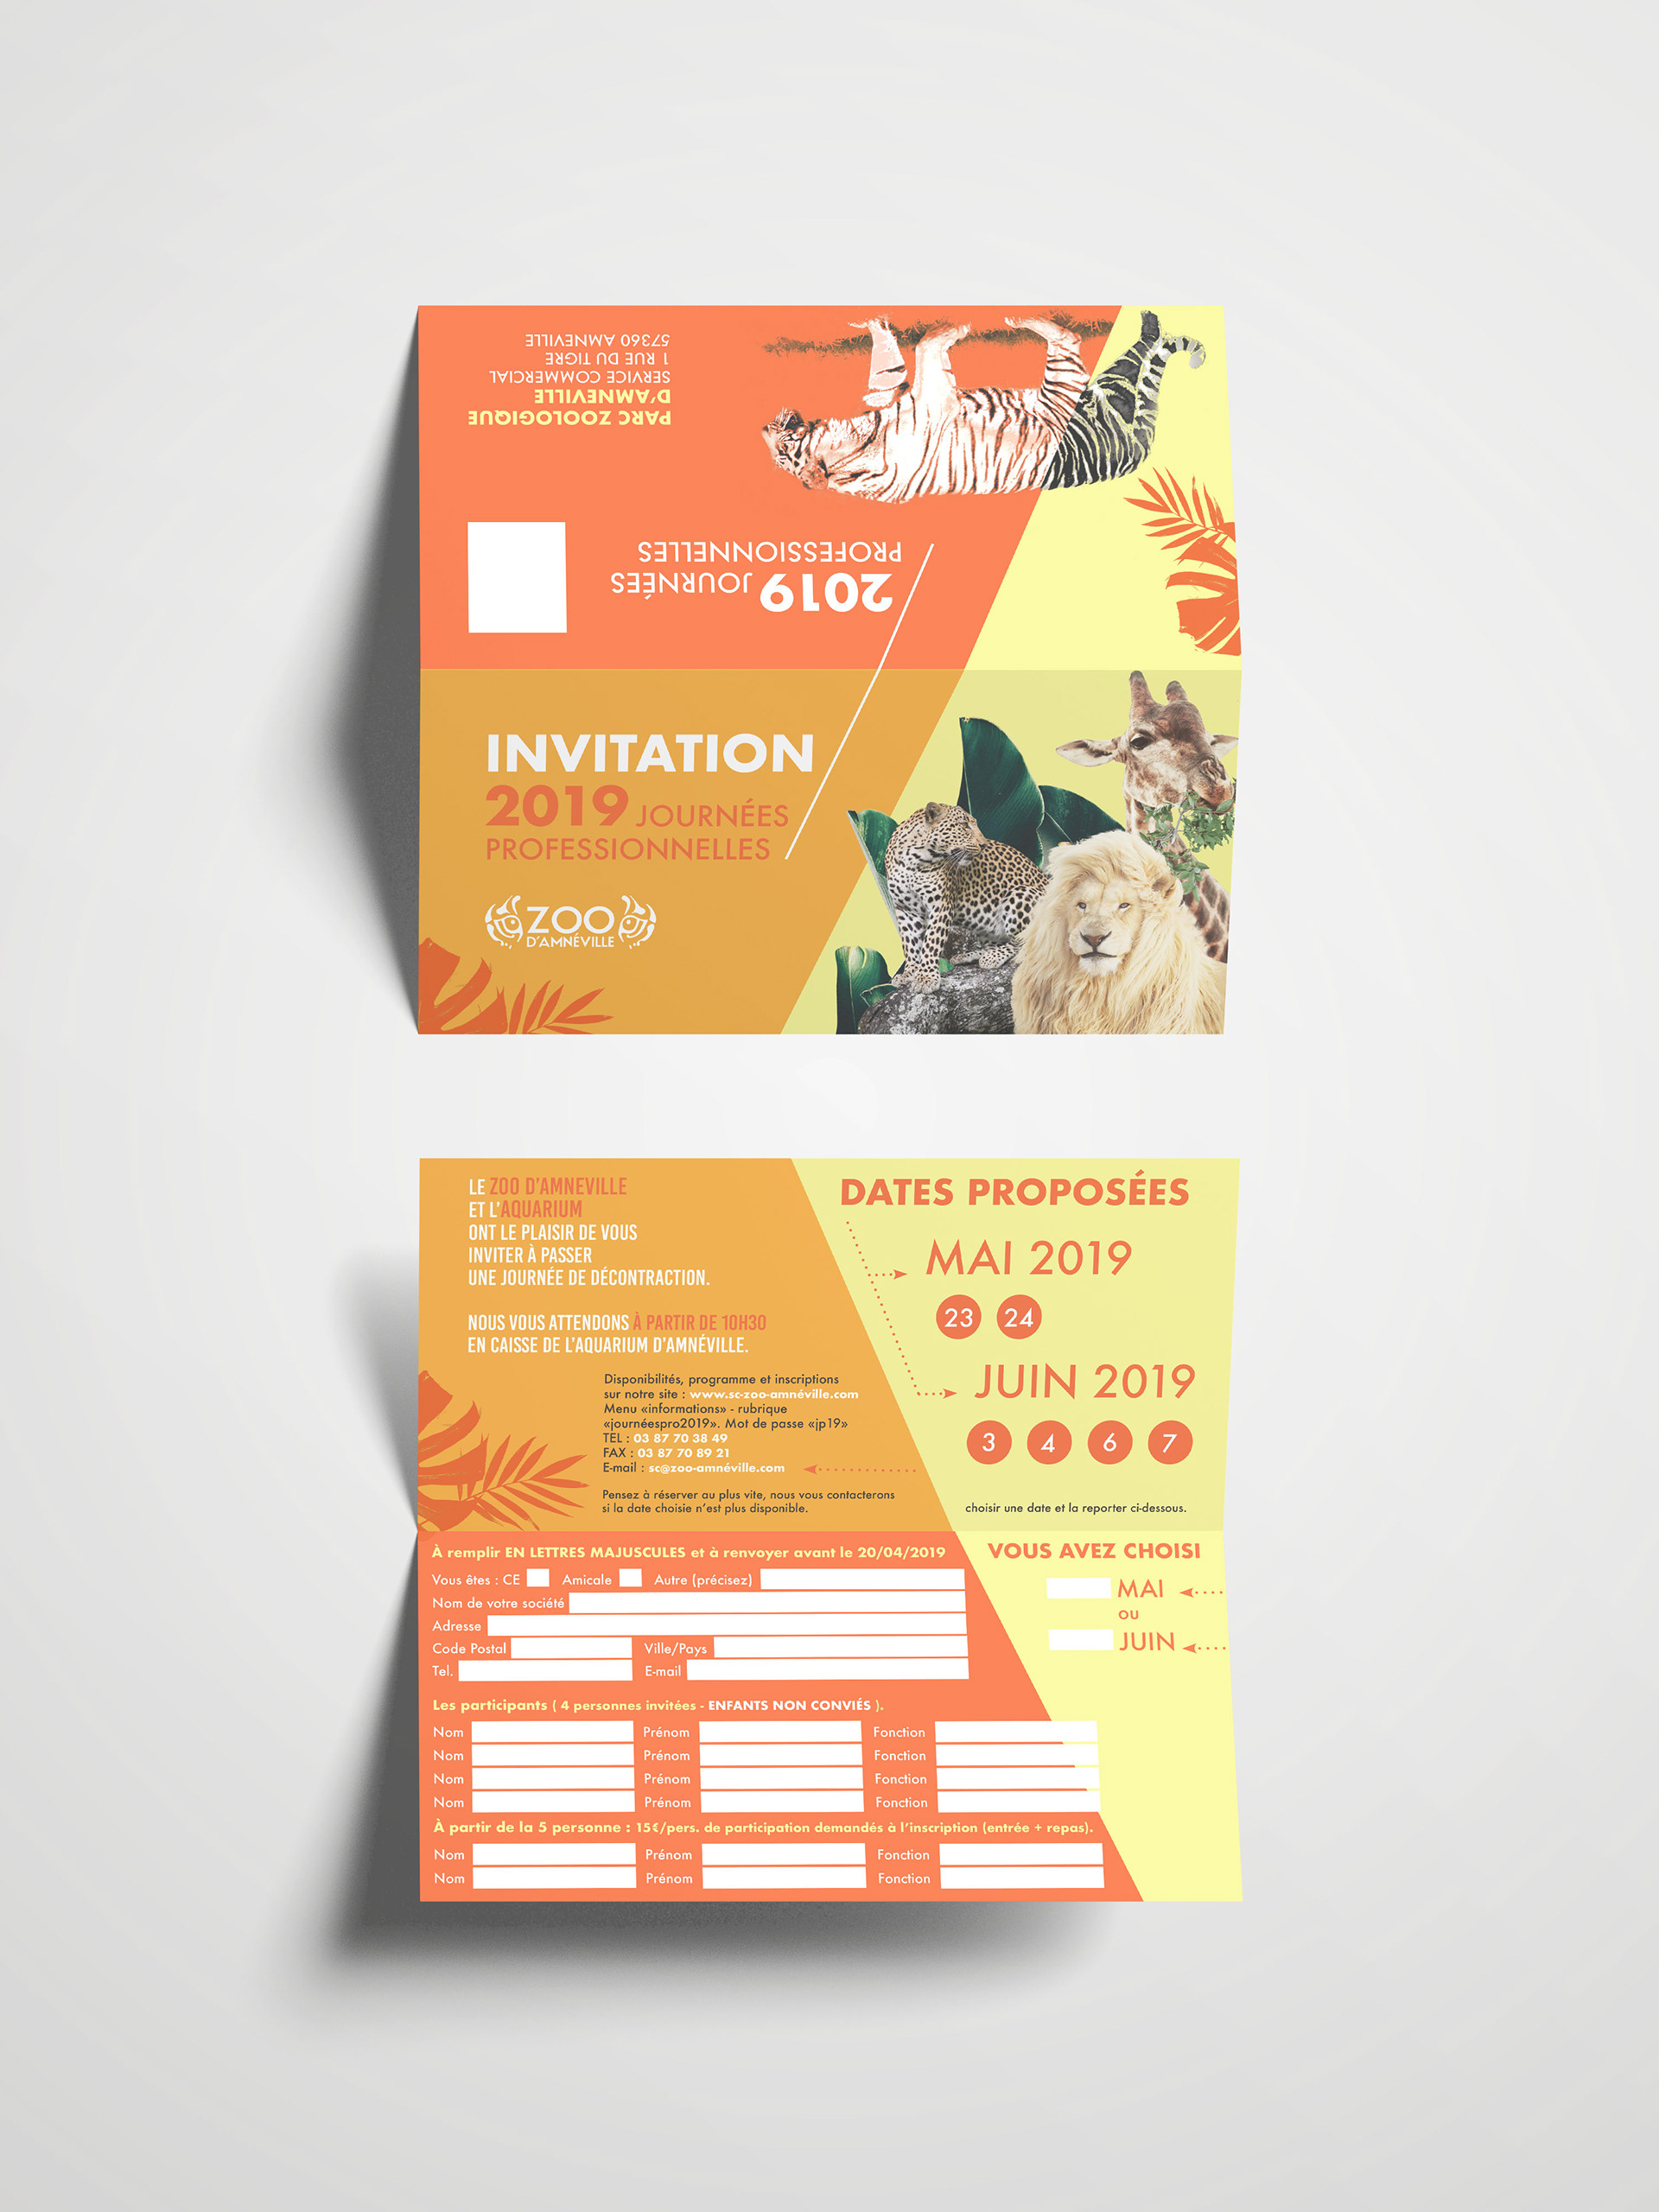 57360 AMNEVILLE
1 RUE DU TIGRE
SERVICE COMMERCIAL
D'AMNEVILLE
PARC ZOOLOGIQUE
PROFESSIONNELLES
2019 JOURNÉES
INVITATION
2019 JOURNÉES
PROFESSIONNELLES
ZOO
D'AMNÉVILLE
LE ZOO D'AMNEVILLE
ET L'AQUARIUM
ONT LE PLAISIR DE VOUS
INVITER À PASSER
UNE JOURNÉE DE DÉCONTRACTION.
NOUS VOUS ATTENDONS À PARTIR DE 10H30
EN CAISSE DE L'AQUARIUM D'AMNÉVILLE.
Disponibilités, programme et inscriptions
sur notre site : www.sc-zoo-amnéville.com
Menu «informations» - rubrique
«journéespro2019». Mot de passe «jp19»
TEL : 03 87 70 38 49
FAX : 03 87 70 89 21
E-mail : sc@zoo-amnéville.com
Pensez à réserver au plus vite, nous vous contacterons
si la date choisie n'est plus disponible.
DATES PROPOSÉES
MAI 2019
23 24
JUIN 2019
3 4 6 7
choisir une date et la reporter ci-dessous.
À remplir EN LETTRES MAJUSCULES et à renvoyer avant le 20/04/2019
Vous êtes : CE Amicale Autre (précisez)
Nom de votre société
Adresse
Code Postal Ville/Pays
Tel. E-mail
VOUS AVEZ CHOISI
MAI
OU
JUIN
Les participants ( 4 personnes invitées - ENFANTS NON CONVIÉS ).
Nom Prénom Fonction
Nom Prénom Fonction
Nom Prénom Fonction
Nom Prénom Fonction
À partir de la 5 personne : 15€/pers. de participation demandés à l'inscription (entrée + repas).
Nom Prénom Fonction
Nom Prénom Fonction